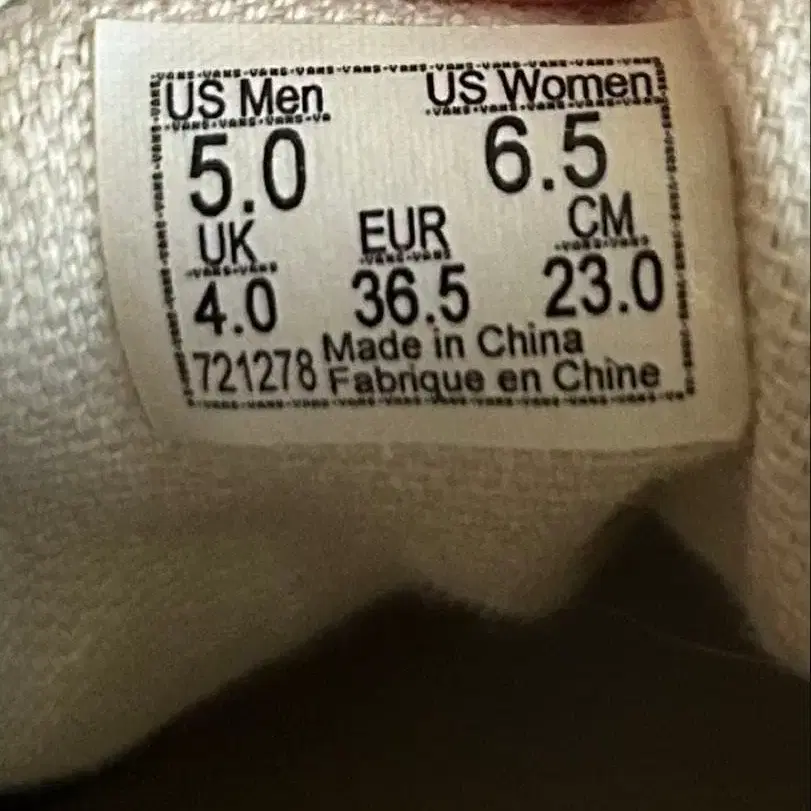 US Men US Women
5.0 6.5
UK EUR CM
4.0 36.5 23.0
721278 Made in China
Fabrique en Chine